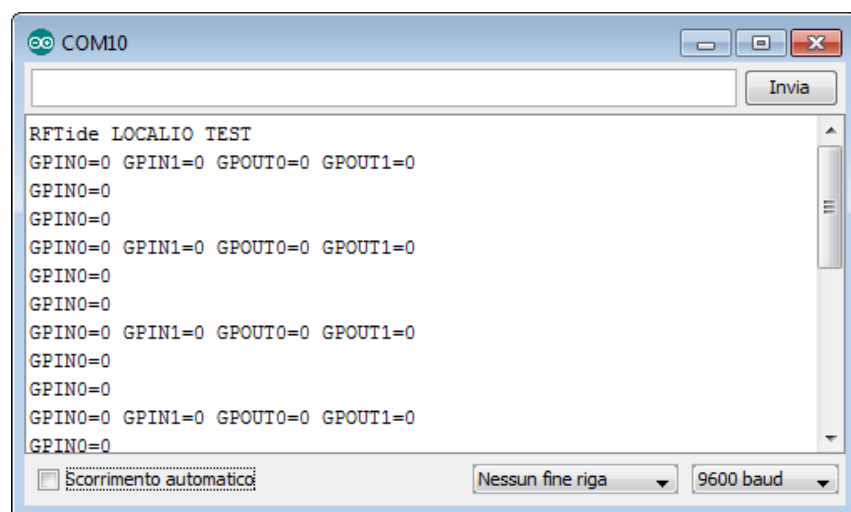 COM10
Invia
RFTide LOCALIO TEST
GPIN0=0 GPIN1=0 GPOUT0=0 GPOUT1=0
GPIN0=0
GPIN0=0
GPIN0=0 GPIN1=0 GPOUT0=0 GPOUT1=0
GPIN0=0
GPIN0=0
GPIN0=0 GPIN1=0 GPOUT0=0 GPOUT1=0
GPIN0=0
GPIN0=0
GPIN0=0 GPIN1=0 GPOUT0=0 GPOUT1=0
GPIN0=0
Scorrimento automatico Nessun fine riga 9600 baud